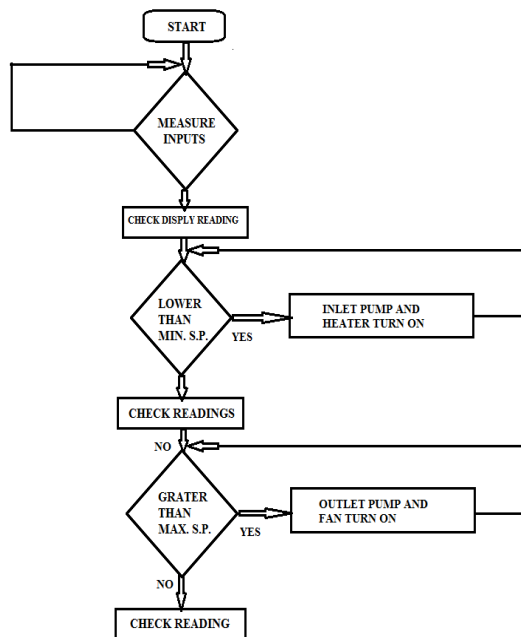 START
MEASURE
INPUTS
CHECK DISPLY READING
LOWER
THAN
MIN. S.P.
YES
INLET PUMP AND
HEATER TURN ON
CHECK READINGS
NO
GRATER
THAN
MAX. S.P.
YES
OUTLET PUMP AND
FAN TURN ON
NO
CHECK READING